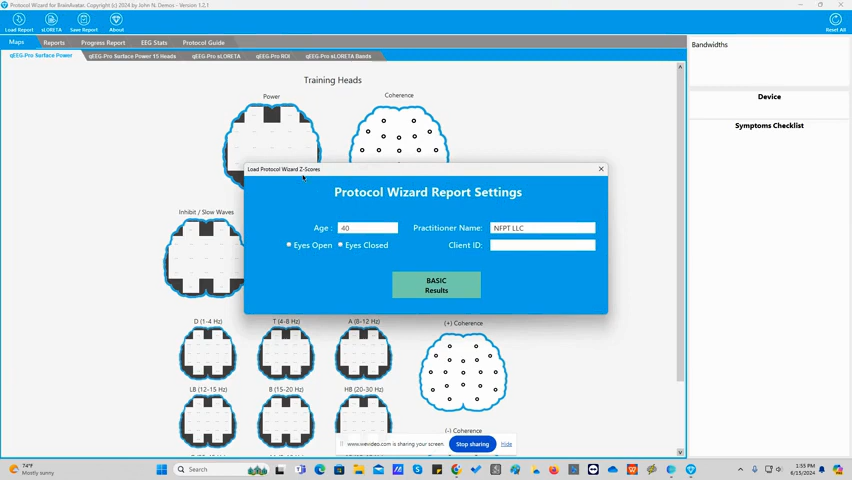 Protocol Wizard for BrainAvatar. Copyright (c) 2024 by John N. Demos. Version: 1.2.1
Load Report sLORETA Save Report About Reset All
Maps Reports Progress Report EEG Stats Protocol Guide
qEEG-Pro Surface Power qEEG-Pro Surface Power 15 Heads qEEG-Pro sLORETA qEEG-Pro ROI qEEG-Pro sLORETA Bands
Bandwidths
Device
Symptoms Checklist
Training Heads
Power Coherence
Load Protocol Wizard Z-Scores
Protocol Wizard Report Settings
Age : 40 Practitioner Name: NFPT LLC
Eyes Open Eyes Closed Client ID:
BASIC
Results
Inhibit / Slow Waves
D (1-4 Hz) T (4-8 Hz) A (8-12 Hz) (+) Coherence
LB (12-15 Hz) B (15-20 Hz) HB (20-30 Hz)
(-) Coherence
www.wevideo.com is sharing your screen. Stop sharing Hide
74°F
Mostly sunny
Search
1:55 PM
6/15/2024